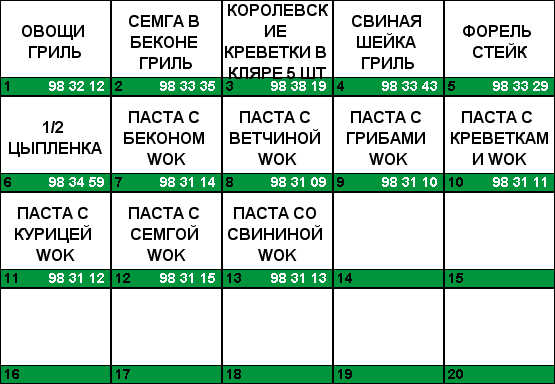 ОВОЩИ
ГРИЛЬ
1 98 32 12
СЕМГА В
БЕКОНЕ
ГРИЛЬ
2 98 33 35
КОРОЛЕВСК
ИЕ
КРЕВЕТКИ В
КЛЯРЕ 5 ШТ
3 98 38 19
СВИНАЯ
ШЕЙКА
ГРИЛЬ
4 98 33 43
ФОРЕЛЬ
СТЕЙК
5 98 33 29
1/2
ЦЫПЛЕНКА
6 98 34 59
ПАСТА С
БЕКОНОМ
WOK
7 98 31 14
ПАСТА С
ВЕТЧИНОЙ
WOK
8 98 31 09
ПАСТА С
ГРИБАМИ
WOK
9 98 31 10
ПАСТА С
КРЕВЕТКАМ
И WOK
10 98 31 11
ПАСТА С
КУРИЦЕЙ
WOK
11 98 31 12
ПАСТА С
СЕМГОЙ
WOK
12 98 31 15
ПАСТА СО
СВИНИНОЙ
WOK
13 98 31 13
14
15
16
17
18
19
20